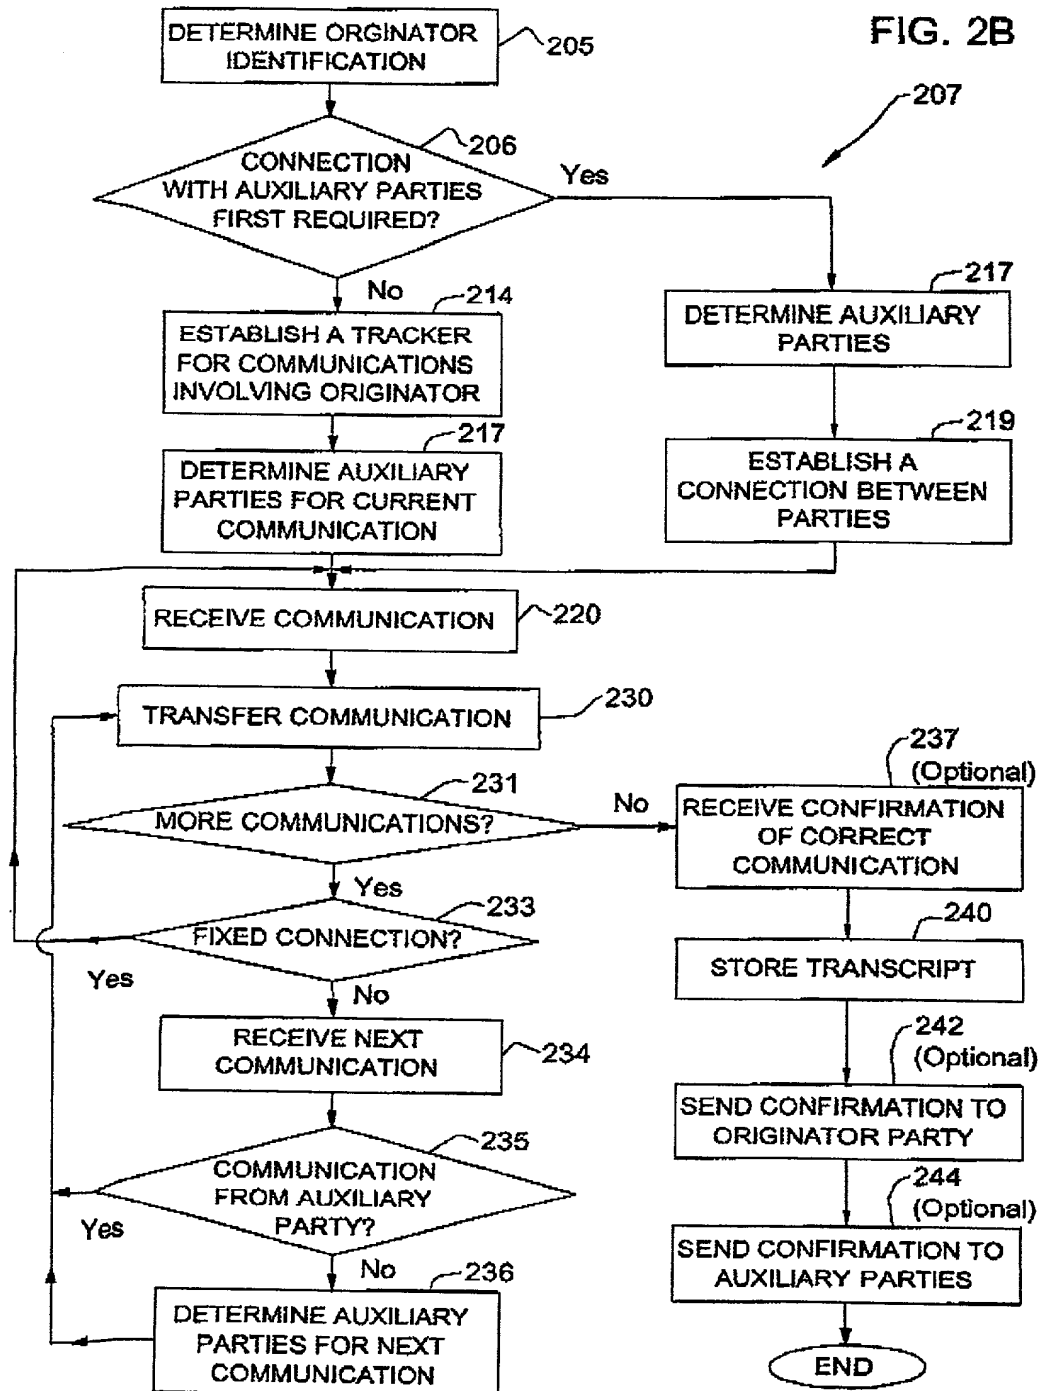 FIG. 2B
DETERMINE ORGINATOR
IDENTIFICATION
205
207
206
CONNECTION
WITH AUXILIARY PARTIES
FIRST REQUIRED?
Yes
No
214
ESTABLISH A TRACKER
FOR COMMUNICATIONS
INVOLVING ORIGINATOR
217
DETERMINE AUXILIARY
PARTIES
217
DETERMINE AUXILIARY
PARTIES FOR CURRENT
COMMUNICATION
219
ESTABLISH A
CONNECTION BETWEEN
PARTIES
RECEIVE COMMUNICATION
220
TRANSFER COMMUNICATION
230
231
MORE COMMUNICATIONS?
No
Yes
237
(Optional)
RECEIVE CONFIRMATION
OF CORRECT
COMMUNICATION
233
FIXED CONNECTION?
Yes
No
240
STORE TRANSCRIPT
RECEIVE NEXT
COMMUNICATION
234
242
(Optional)
SEND CONFIRMATION TO
ORIGINATOR PARTY
235
COMMUNICATION
FROM AUXILIARY
PARTY?
Yes
No
244
(Optional)
SEND CONFIRMATION TO
AUXILIARY PARTIES
236
DETERMINE AUXILIARY
PARTIES FOR NEXT
COMMUNICATION
END